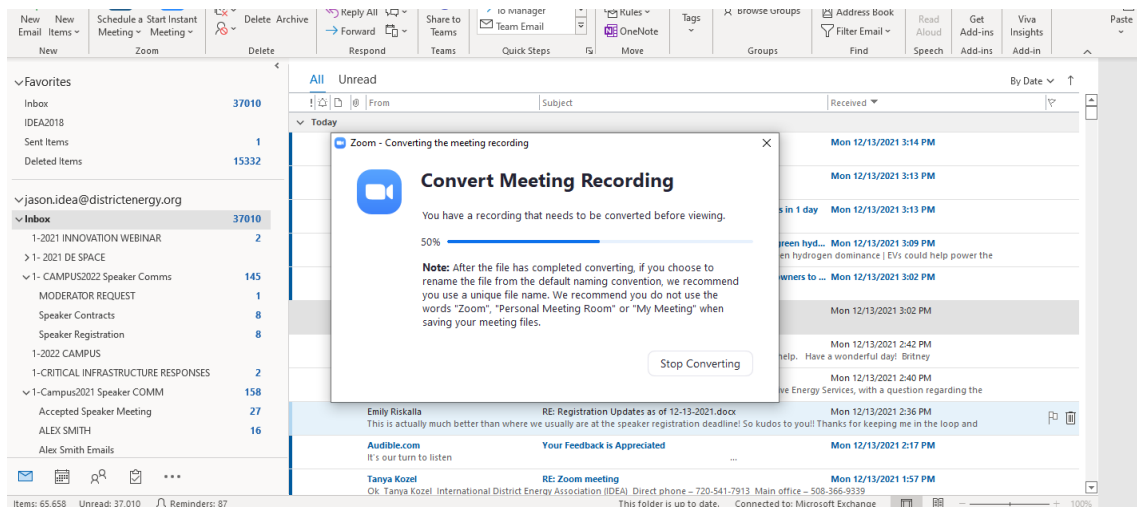 Reply All
To Manager
Rules
Browse Groups
Address Book
New Email
New Items
Schedule a Meeting
Start Instant Meeting
Delete
Archive
Forward
Share to Teams
Team Email
OneNote
Tags
Filter Email
Read Aloud
Get Add-ins
Viva Insights
Paste
New
Zoom
Delete
Respond
Teams
Quick Steps
Move
Groups
Find
Speech
Add-ins
Add-in
Favorites
Inbox 37010
IDEA2018
Sent Items 1
Deleted Items 15332
jason.idea@districtenergy.org
Inbox 37010
1-2021 INNOVATION WEBINAR 2
1- 2021 DE SPACE
1- CAMPUS2022 Speaker Comms 145
MODERATOR REQUEST 1
Speaker Contracts 8
Speaker Registration 8
1-2022 CAMPUS
1-CRITICAL INFRASTRUCTURE RESPONSES 2
1-Campus2021 Speaker COMM 158
Accepted Speaker Meeting 27
ALEX SMITH 16
Alex Smith Emails
All Unread By Date
From Subject Received
Today
Mon 12/13/2021 3:14 PM
Mon 12/13/2021 3:13 PM
s in 1 day Mon 12/13/2021 3:13 PM
green hyd... Mon 12/13/2021 3:09 PM
en hydrogen dominance | EVs could help power the
owners to ... Mon 12/13/2021 3:02 PM
Mon 12/13/2021 3:02 PM
Mon 12/13/2021 2:42 PM
help. Have a wonderful day! Britney
Mon 12/13/2021 2:40 PM
ve Energy Services, with a question regarding the
Zoom - Converting the meeting recording
Convert Meeting Recording
You have a recording that needs to be converted before viewing.
50%
Note: After the file has completed converting, if you choose to
rename the file from the default naming convention, we recommend
you use a unique file name. We recommend you do not use the
words "Zoom", "Personal Meeting Room" or "My Meeting" when
saving your meeting files.
Stop Converting
Emily Riskalla RE: Registration Updates as of 12-13-2021.docx Mon 12/13/2021 2:36 PM
This is actually much better than where we usually are at the speaker registration deadline! So kudos to you!! Thanks for keeping me in the loop and
Audible.com Your Feedback is Appreciated Mon 12/13/2021 2:17 PM
It's our turn to listen ...
Tanya Kozel RE: Zoom meeting Mon 12/13/2021 1:57 PM
Ok Tanya Kozel International District Energy Association (IDEA) Direct phone – 720-541-7913 Main office – 508-366-9339
Items: 65,658 Unread: 37,010 Reminders: 87 This folder is up to date. Connected to: Microsoft Exchange 100%